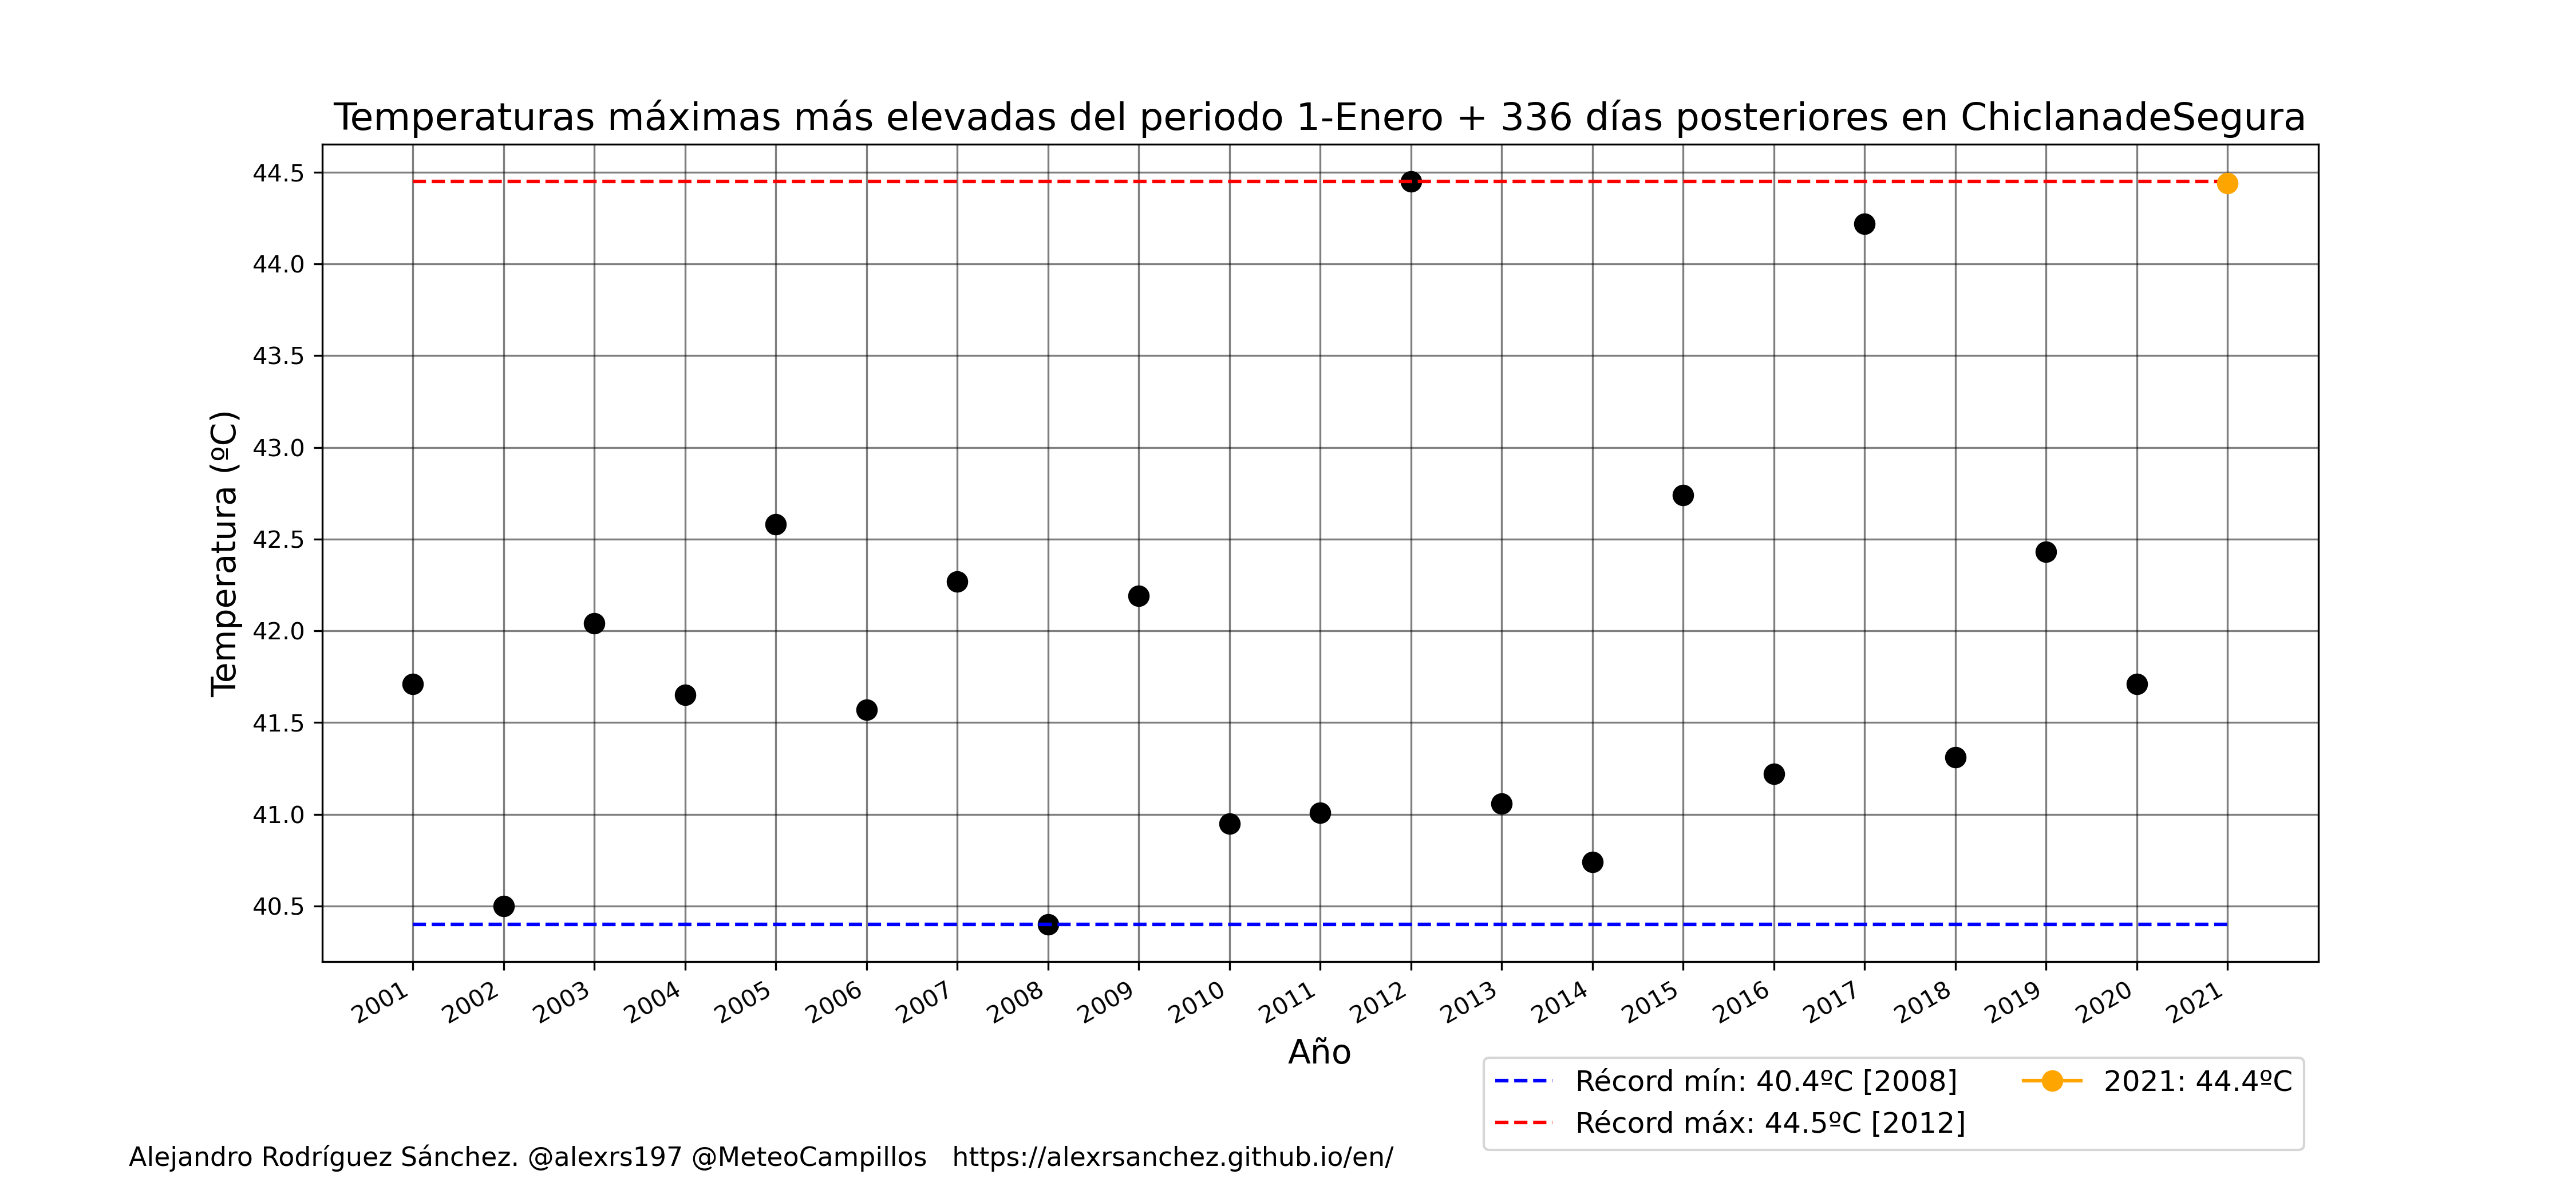 Temperaturas máximas más elevadas del periodo 1-Enero + 336 días posteriores en ChiclanadeSegura
Temperatura (ºC)
44.5
44.0
43.5
43.0
42.5
42.0
41.5
41.0
40.5
2001 2002 2003 2004 2005 2006 2007 2008 2009 2010 2011 2012 2013 2014 2015 2016 2017 2018 2019 2020 2021
Año
Récord mín: 40.4ºC [2008]
Récord máx: 44.5ºC [2012]
2021: 44.4ºC
Alejandro Rodríguez Sánchez. @alexrs197 @MeteoCampillos https://alexrsanchez.github.io/en/